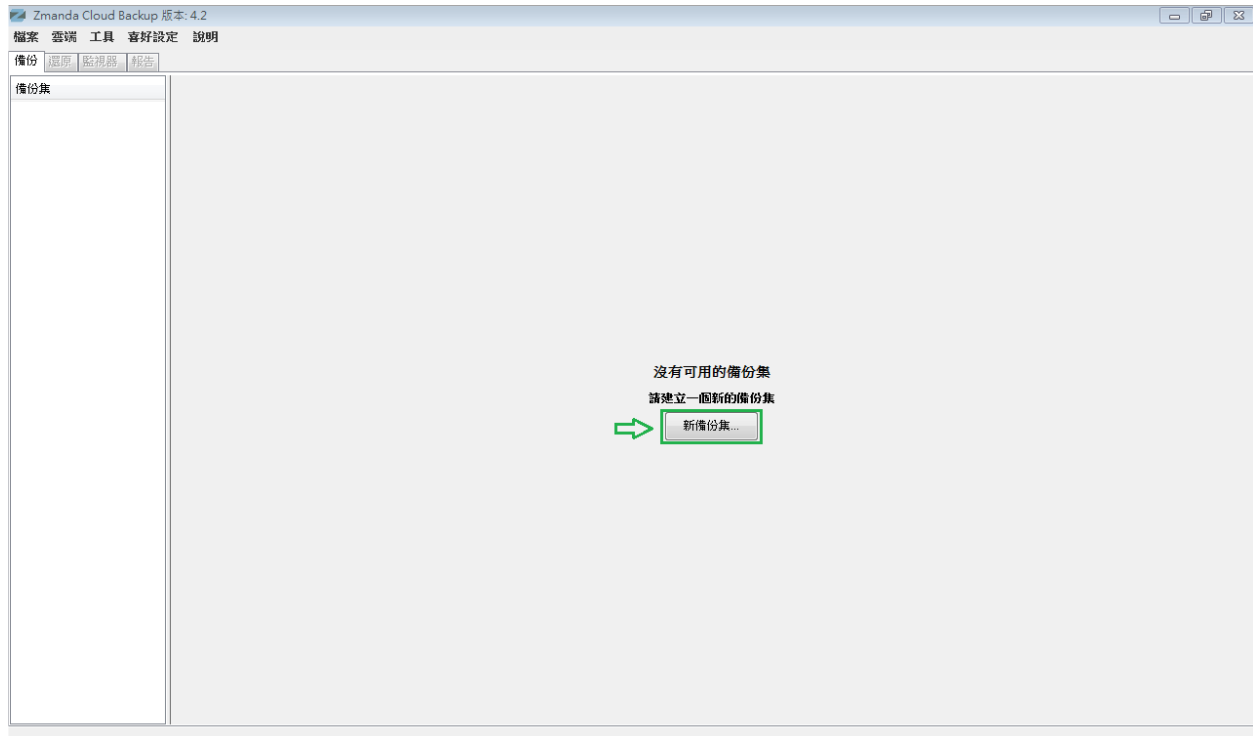 Zmanda Cloud Backup 版本: 4.2
檔案 雲端 工具 喜好設定 說明
備份 還原 監視器 報告
備份集
沒有可用的備份集
請建立一個新的備份集
新備份集...